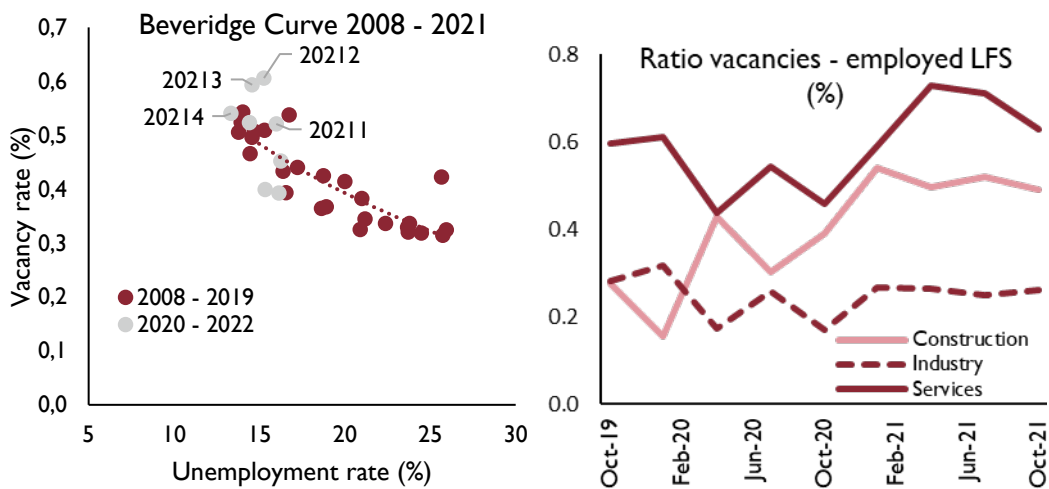 Beveridge Curve 2008 - 2021
Vacancy rate (%)
0,7
0,6
0,5
0,4
0,3
0,2
0,1
0,0
20212
20213
20214
20211
2008 - 2019
2020 - 2022
5
10
15
20
25
30
Unemployment rate (%)
Ratio vacancies - employed LFS
(%)
0.8
0.6
0.4
0.2
0.0
Construction
Industry
Services
Oct-19
Feb-20
Jun-20
Oct-20
Feb-21
Jun-21
Oct-21